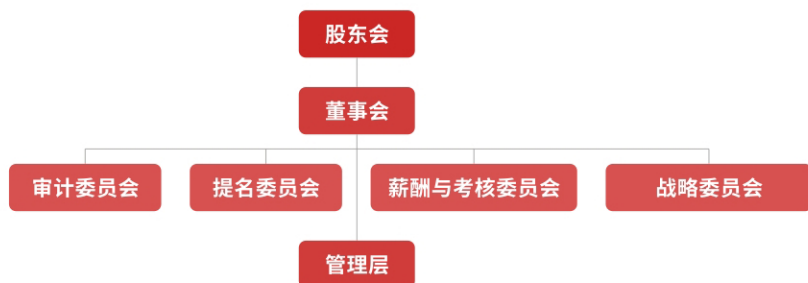 股东会
董事会
审计委员会
提名委员会
薪酬与考核委员会
战略委员会
管理层